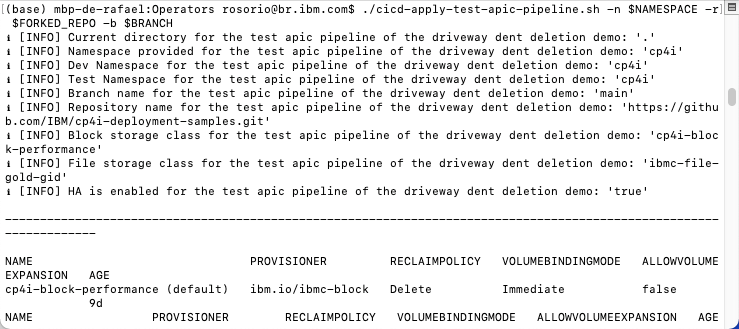 (base) mbp-de-rafael:Operators rosorio@br.ibm.com$ ./cicd-apply-test-apic-pipeline.sh -n $NAMESPACE -r
 $FORKED_REPO -b $BRANCH
ℹ [INFO] Current directory for the test apic pipeline of the driveway dent deletion demo: '.'
ℹ [INFO] Namespace provided for the test apic pipeline of the driveway dent deletion demo: 'cp4i'
ℹ [INFO] Dev Namespace for the test apic pipeline of the driveway dent deletion demo: 'cp4i'
ℹ [INFO] Test Namespace for the test apic pipeline of the driveway dent deletion demo: 'cp4i'
ℹ [INFO] Branch name for the test apic pipeline of the driveway dent deletion demo: 'main'
ℹ [INFO] Repository name for the test apic pipeline of the driveway dent deletion demo: 'https://githu
b.com/IBM/cp4i-deployment-samples.git'
ℹ [INFO] Block storage class for the test apic pipeline of the driveway dent deletion demo: 'cp4i-bloc
k-performance'
ℹ [INFO] File storage class for the test apic pipeline of the driveway dent deletion demo: 'ibmc-file-
gold-gid'
ℹ [INFO] HA is enabled for the test apic pipeline of the driveway dent deletion demo: 'true'
------------------------------------------------------------------------------------------------------
-------------
NAME                               PROVISIONER         RECLAIMPOLICY   VOLUMEBINDINGMODE   ALLOWVOLUME
EXPANSION   AGE
cp4i-block-performance (default)   ibm.io/ibmc-block   Delete          Immediate           false
            9d
NAME                 PROVISIONER        RECLAIMPOLICY   VOLUMEBINDINGMODE   ALLOWVOLUMEEXPANSION   AGE